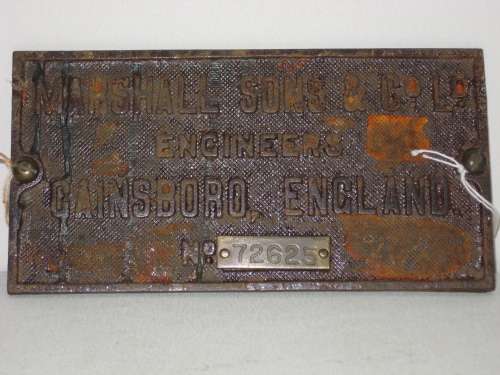 MARSHALL SONS & Co. Ld.
ENGINEERS
GAINSBORO, ENGLAND.
No. 72625